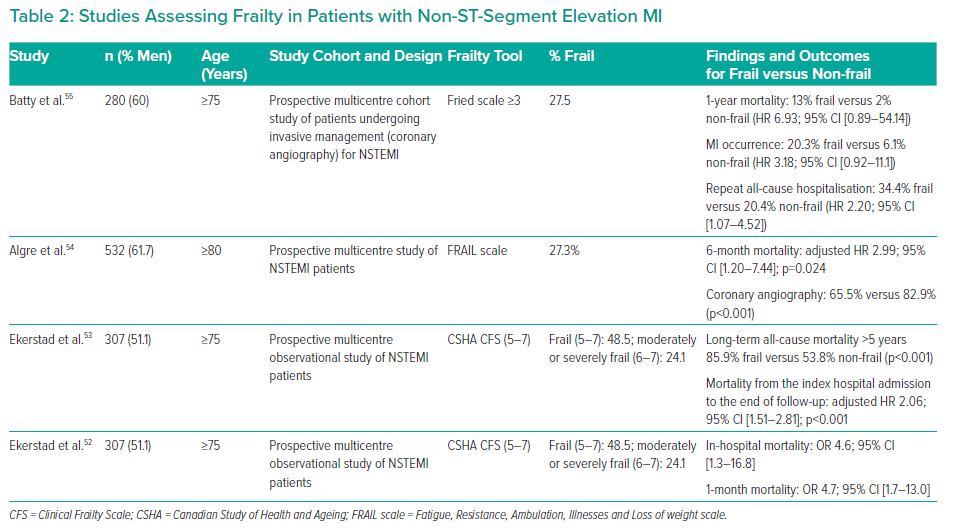 Table 2: Studies Assessing Frailty in Patients with Non-ST-Segment Elevation MI
Study n (% Men) Age (Years) Study Cohort and Design Frailty Tool % Frail Findings and Outcomes for Frail versus Non-frail
Batty et al.55 280 (60) ≥75 Prospective multicentre cohort Fried scale ≥3 27.5 1-year mortality: 13% frail versus 2%
study of patients undergoing non-frail (HR 6.93; 95% CI [0.89–54.14])
invasive management (coronary
angiography) for NSTEMI MI occurrence: 20.3% frail versus 6.1%
non-frail (HR 3.18; 95% CI [0.92–11.1])
Repeat all-cause hospitalisation: 34.4% frail
versus 20.4% non-frail (HR 2.20; 95% CI
[1.07–4.52])
Algre et al.54 532 (61.7) ≥80 Prospective multicentre study of FRAIL scale 27.3% 6-month mortality: adjusted HR 2.99; 95%
NSTEMI patients CI [1.20–7.44]; p=0.024
Coronary angiography: 65.5% versus 82.9%
(p<0.001)
Ekerstad et al.53 307 (51.1) ≥75 Prospective multicentre CSHA CFS (5–7) Frail (5–7): 48.5; moderately Long-term all-cause mortality >5 years
observational study of NSTEMI or severely frail (6–7): 24.1 85.9% frail versus 53.8% non-frail (p<0.001)
patients
Mortality from the index hospital admission
to the end of follow-up: adjusted HR 2.06;
95% CI [1.51–2.81]; p<0.001
Ekerstad et al.52 307 (51.1) ≥75 Prospective multicentre CSHA CFS (5–7) Frail (5–7): 48.5; moderately In-hospital mortality: OR 4.6; 95% CI
observational study of NSTEMI or severely frail (6–7): 24.1 [1.3–16.8]
patients
1-month mortality: OR 4.7; 95% CI [1.7–13.0]
CFS = Clinical Frailty Scale; CSHA = Canadian Study of Health and Ageing; FRAIL scale = Fatigue, Resistance, Ambulation, Illnesses and Loss of weight scale.